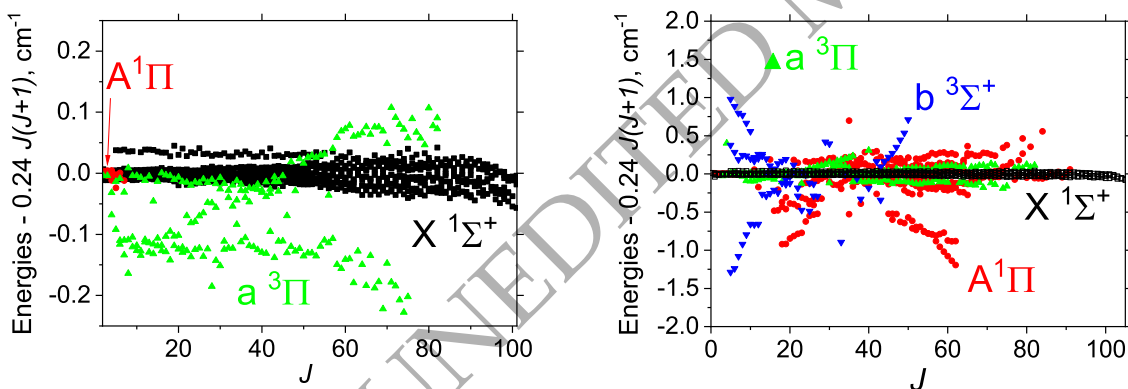 Energies - 0.24 J(J+1), cm⁻¹
0.2
0.1
0.0
-0.1
-0.2
A¹Π
X ¹Σ⁺
a ³Π
20 40 60 80 100
J
Energies - 0.24 J(J+1), cm⁻¹
2.0
1.5
1.0
0.5
0.0
-0.5
-1.0
-1.5
-2.0
a ³Π
b ³Σ⁺
X ¹Σ⁺
A¹Π
0 20 40 60 80 100
J
UNEDITED M